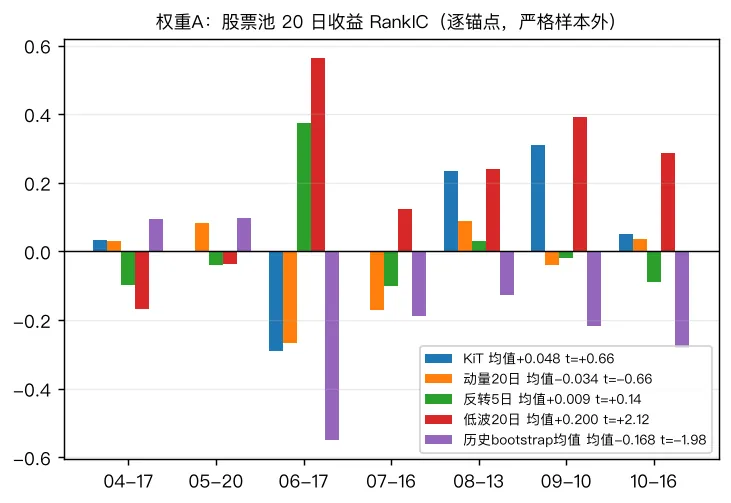 权重A：股票池 20 日收益 RankIC（逐锚点，严格样本外）
0.6
0.4
0.2
0.0
−0.2
−0.4
−0.6
KiT 均值+0.048 t=+0.66
动量20日 均值−0.034 t=−0.66
反转5日 均值+0.009 t=+0.14
低波20日 均值+0.200 t=+2.12
历史bootstrap均值 均值−0.168 t=−1.98
04−17
05−20
06−17
07−16
08−13
09−10
10−16